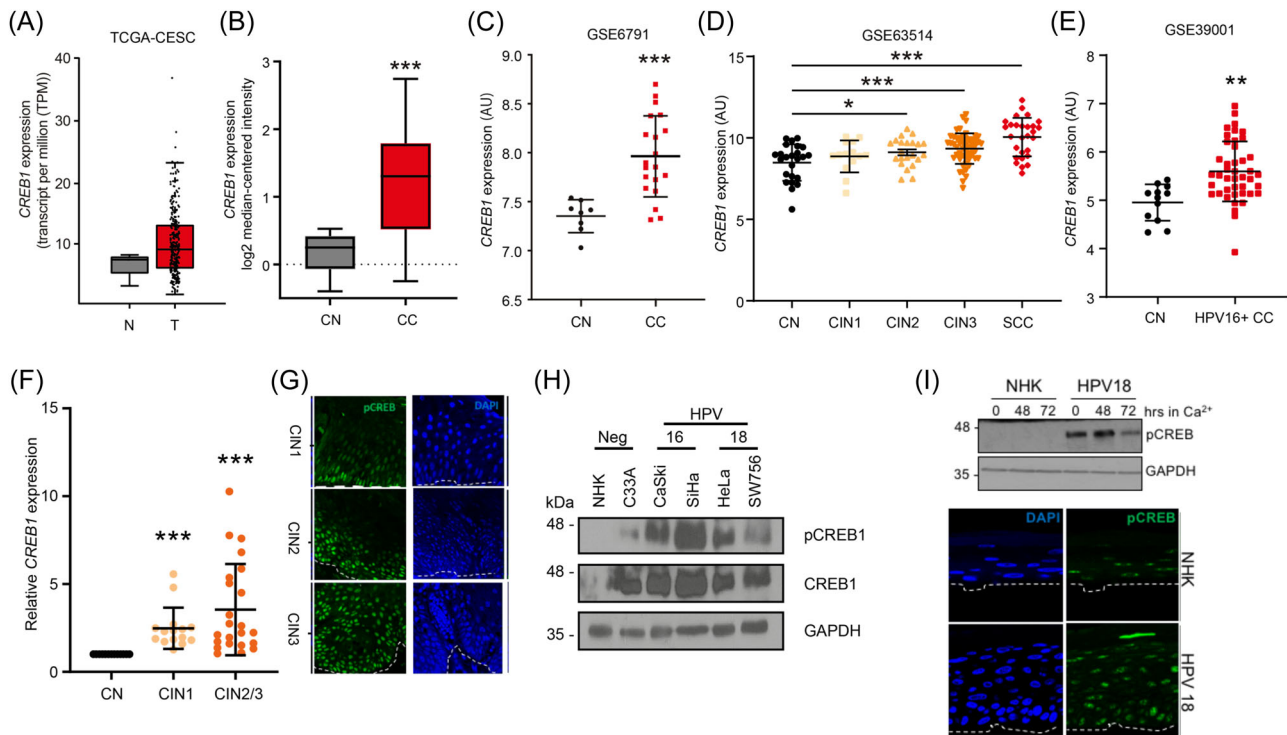 (A)
TCGA-CESC
CREB1 expression
(transcript per million (TPM))
40
30
20
10
N
T
(B)
***
CREB1 expression
log2 median-centered intensity
3
2
1
0
CN
CC
(C)
GSE6791
***
CREB1 expression (AU)
9.0
8.5
8.0
7.5
7.0
6.5
CN
CC
(D)
GSE63514
***
***
*
CREB1 expression (AU)
15
10
5
0
CN
CIN1
CIN2
CIN3
SCC
(E)
GSE39001
**
CREB1 expression (AU)
8
7
6
5
4
3
CN
HPV16+ CC
(F)
***
***
Relative CREB1 expression
15
10
5
0
CN
CIN1
CIN2/3
(G)
pCREB
DAPI
CIN1
CIN2
CIN3
(H)
HPV
Neg
16
18
NHK
C33A
CaSki
SiHa
HeLa
SW756
kDa
48 -
pCREB1
48 -
CREB1
35 -
GAPDH
(I)
NHK
HPV18
0 48 72 0 48 72 hrs in Ca²⁺
48 -
pCREB
35 -
GAPDH
DAPI
pCREB
NHK
HPV 18